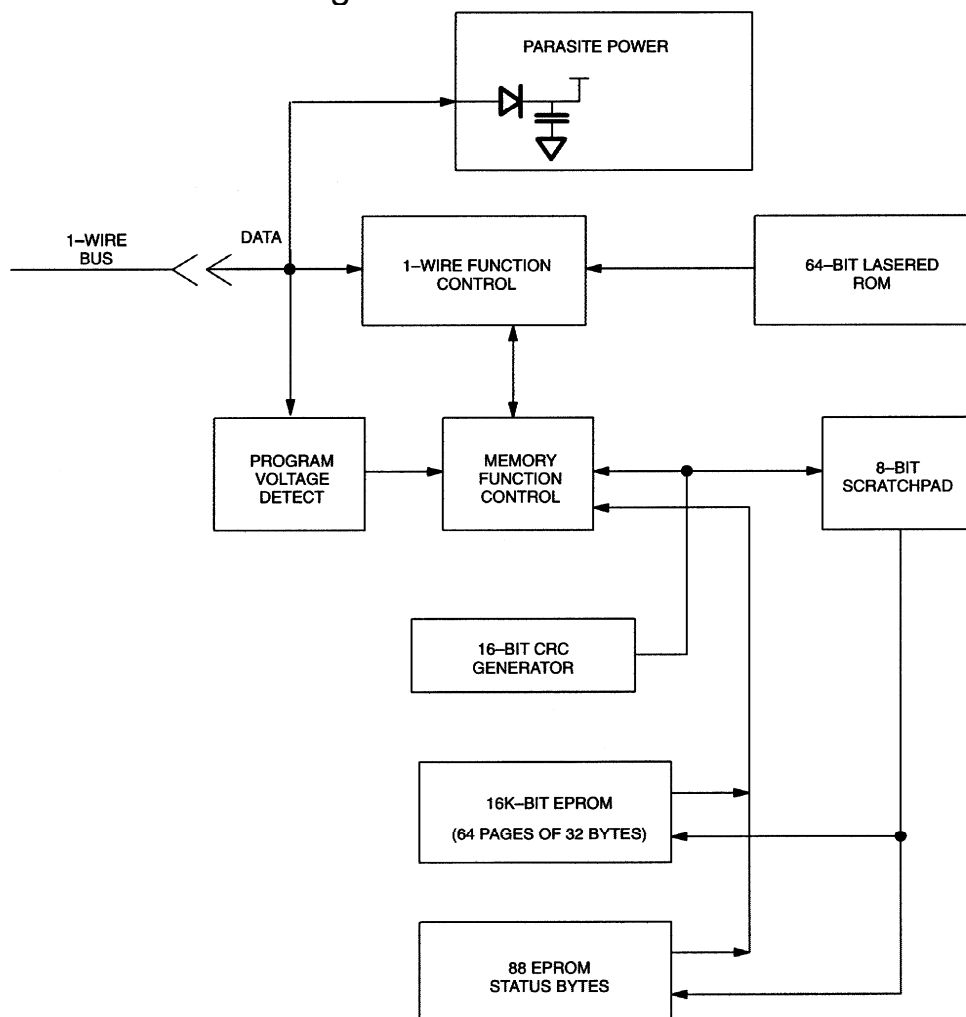 PARASITE POWER
1–WIRE
BUS
DATA
1–WIRE FUNCTION
CONTROL
64–BIT LASERED
ROM
PROGRAM
VOLTAGE
DETECT
MEMORY
FUNCTION
CONTROL
8–BIT
SCRATCHPAD
16–BIT CRC
GENERATOR
16K–BIT EPROM
(64 PAGES OF 32 BYTES)
88 EPROM
STATUS BYTES